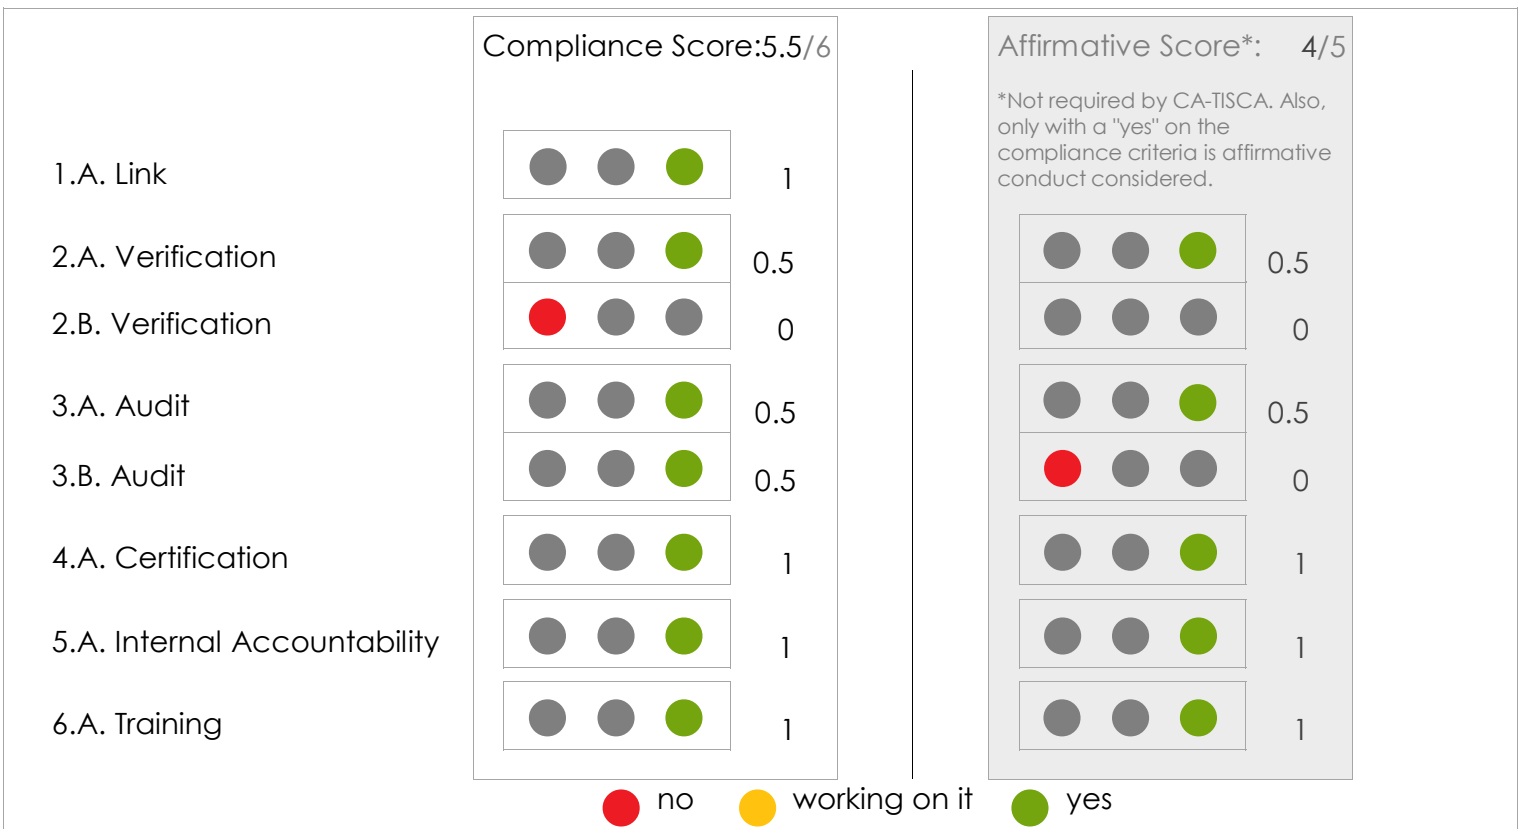 Compliance Score:5.5/6
Affirmative Score*: 4/5
*Not required by CA-TISCA. Also,
only with a "yes" on the
compliance criteria is affirmative
conduct considered.
1.A. Link 1
2.A. Verification 0.5 0.5
2.B. Verification 0 0
3.A. Audit 0.5 0.5
3.B. Audit 0.5 0
4.A. Certification 1 1
5.A. Internal Accountability 1 1
6.A. Training 1 1
no working on it yes